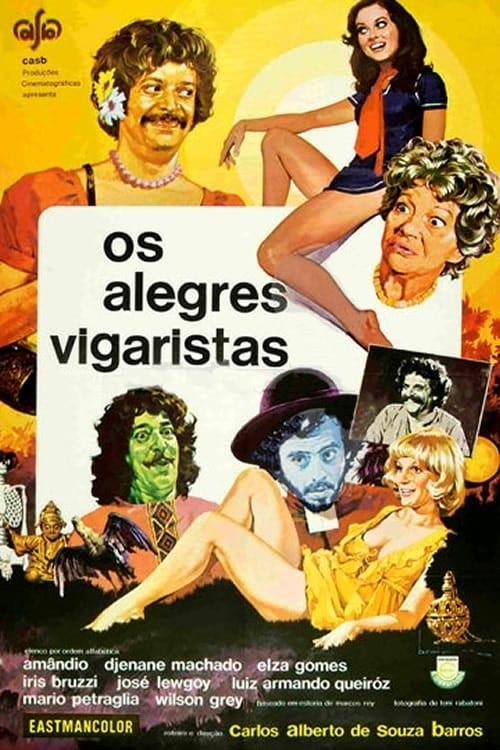 casb
Produções
Cinematográficas
apresenta
os
alegres
vigaristas
elenco por ordem alfabética
amândio djenane machado elza gomes
iris bruzzi josé lewgoy luiz armando queiróz
mario petraglia wilson grey baseado em estoria de marcos rey fotografia de toni rabatoni
EASTMANCOLOR roteiro e direção Carlos alberto de Souza barros